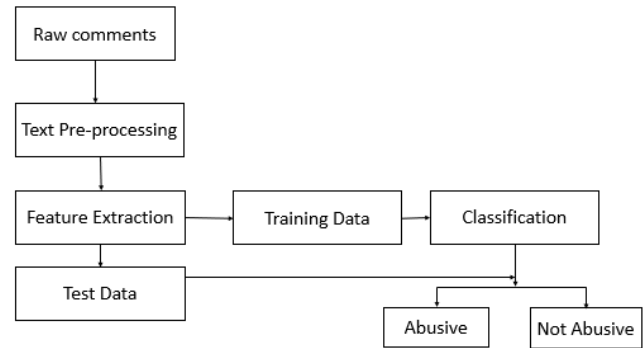 Raw comments
Text Pre-processing
Feature Extraction
Training Data
Classification
Test Data
Abusive
Not Abusive